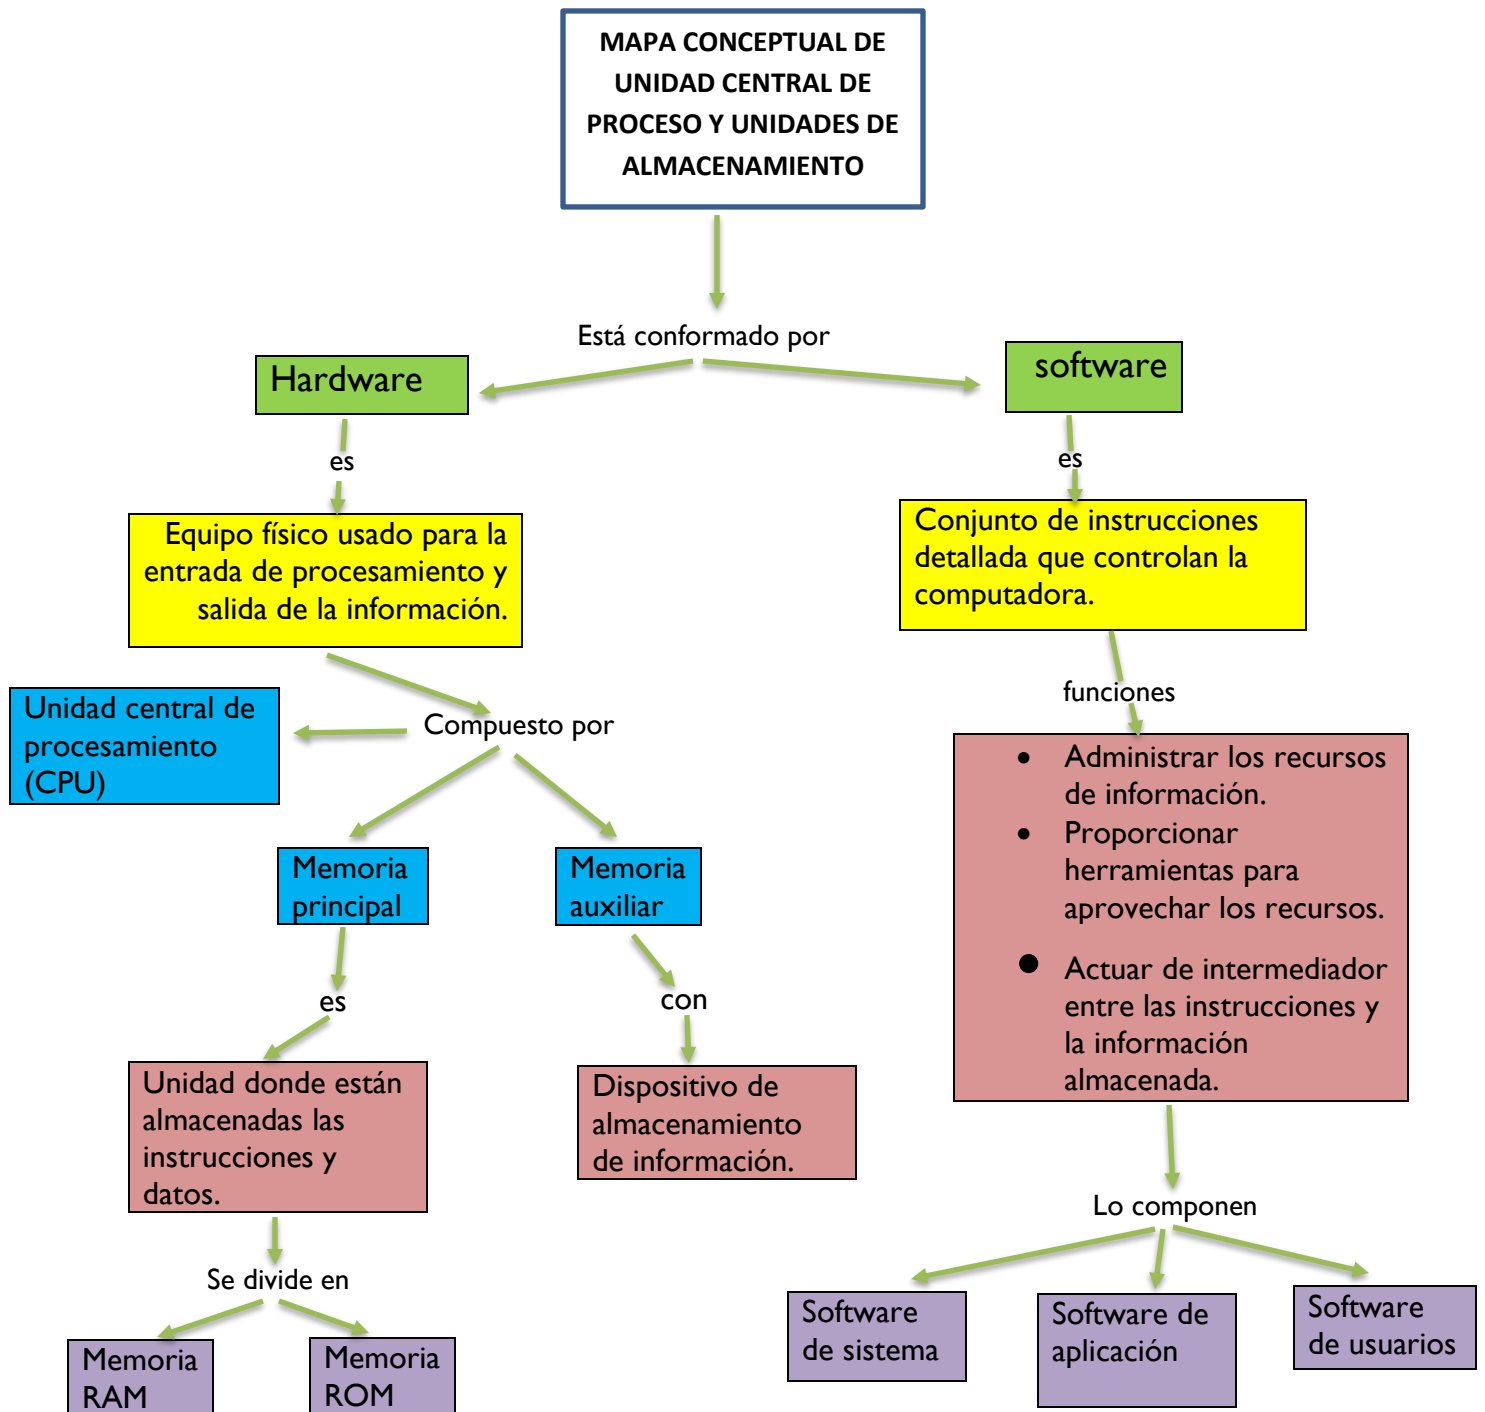 MAPA CONCEPTUAL DE
UNIDAD CENTRAL DE
PROCESO Y UNIDADES DE
ALMACENAMIENTO
Está conformado por
Hardware
software
es
es
Equipo físico usado para la
entrada de procesamiento y
salida de la información.
Conjunto de instrucciones
detallada que controlan la
computadora.
Unidad central de
procesamiento
(CPU)
Compuesto por
funciones
• Administrar los recursos
de información.
• Proporcionar
herramientas para
aprovechar los recursos.
• Actuar de intermediador
entre las instrucciones y
la información
almacenada.
Memoria
principal
Memoria
auxiliar
es
con
Unidad donde están
almacenadas las
instrucciones y
datos.
Dispositivo de
almacenamiento
de información.
Lo componen
Se divide en
Memoria
RAM
Memoria
ROM
Software
de sistema
Software de
aplicación
Software
de usuarios